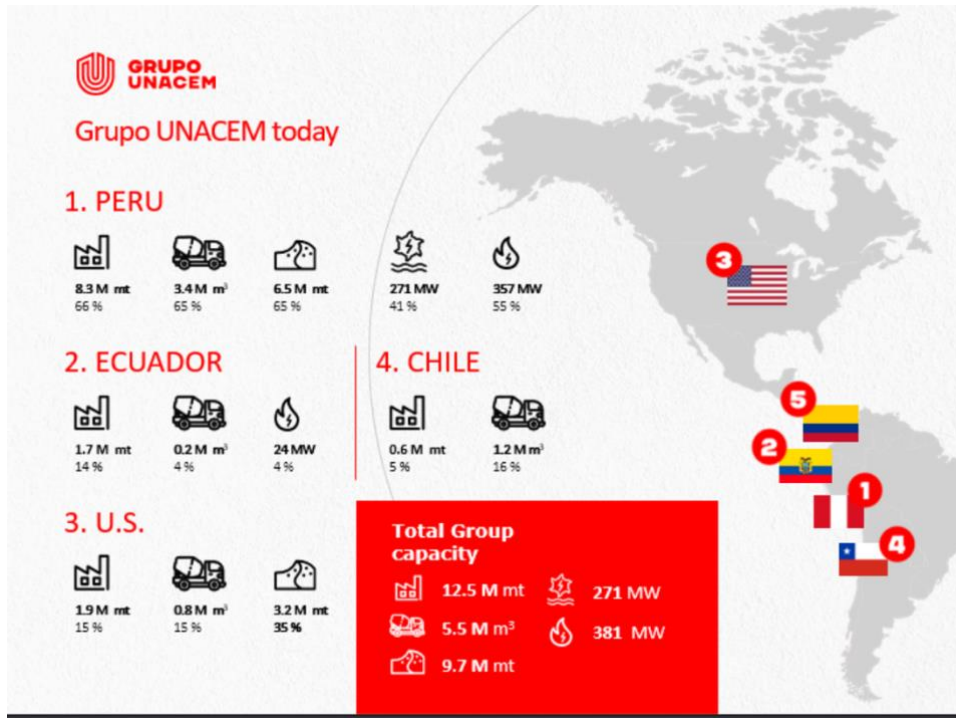 GRUPO
UNACEM
Grupo UNACEM today
1. PERU
8.3 M mt 3.4 M m³ 6.5 M mt 271 MW 357 MW
66 % 65 % 65 % 41 % 55 %
2. ECUADOR
1.7 M mt 0.2 M m³ 24 MW
14 % 4 % 4 %
4. CHILE
0.6 M mt 1.2 M m³
5 % 16 %
3. U.S.
1.9 M mt 0.8 M m³ 3.2 M mt
15 % 15 % 35 %
Total Group
capacity
12.5 M mt 271 MW
5.5 M m³ 381 MW
9.7 M mt
3
5
2
1
4